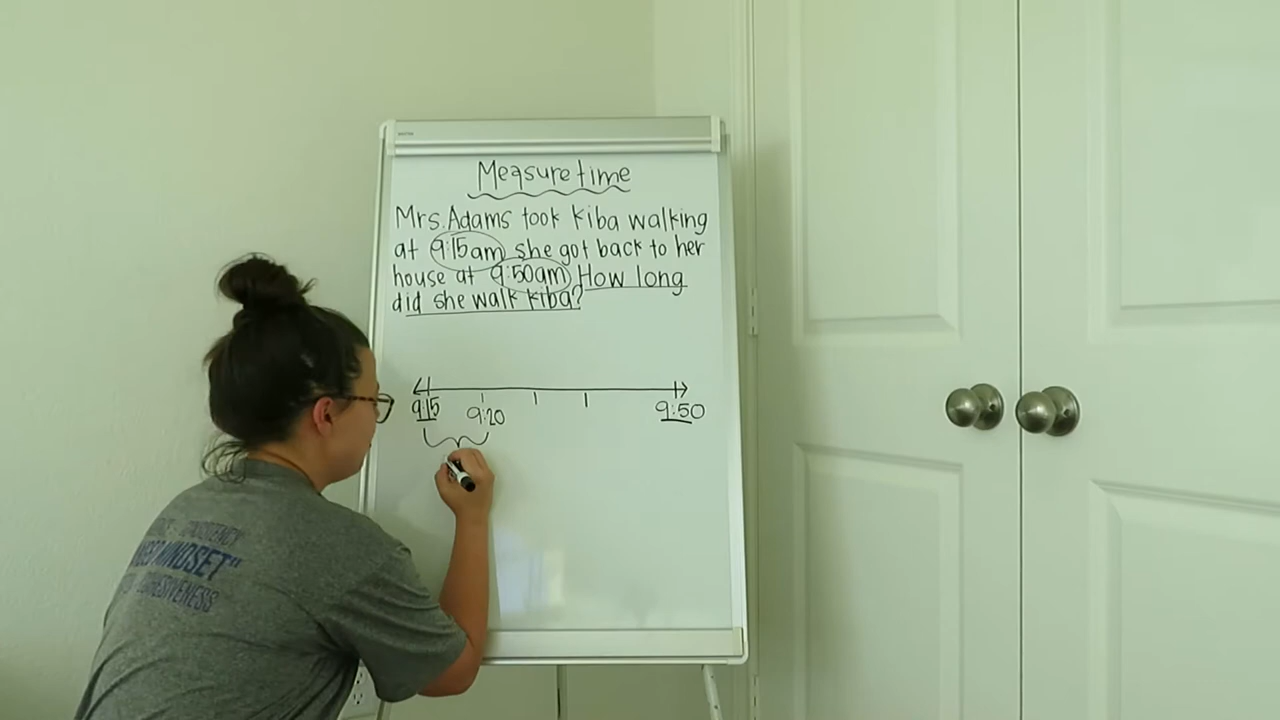 Measure time
Mrs. Adams took Kiba walking
at 9:15am she got back to her
house at 9:50am How long
did she walk kiba?
9:15 9:20 9:50
MINDSET"